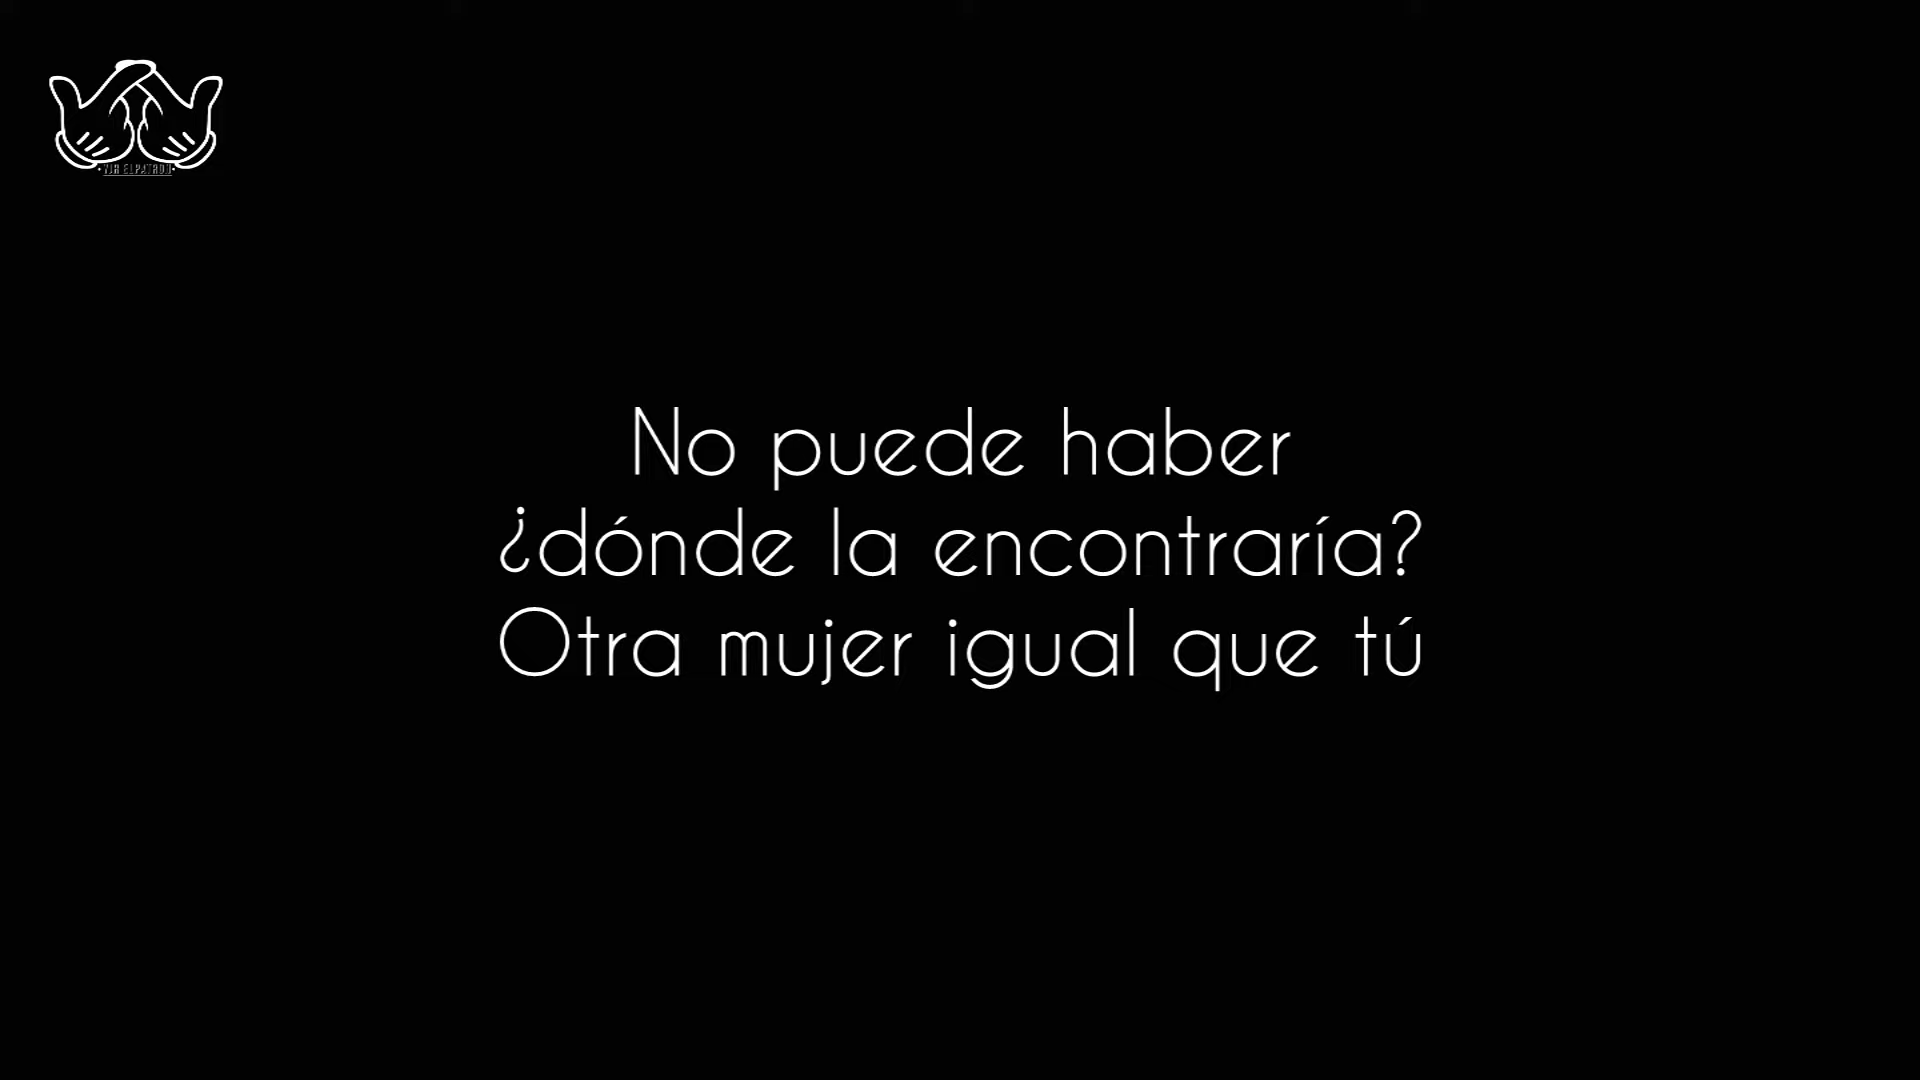 No puede haber
¿dónde la encontraría?
Otra mujer igual que tú